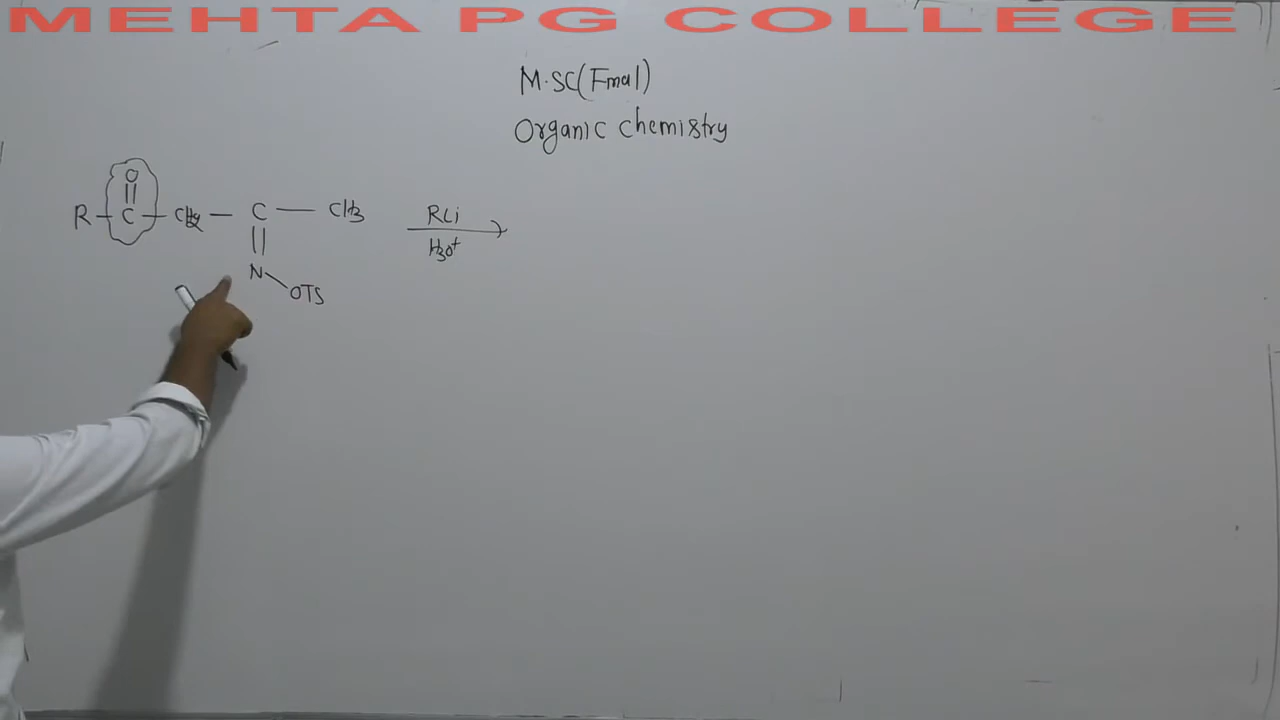 MEHTA PG COLLEGE
M.SC(Final)
Organic chemistry
O
R-C-CH2-C-CH3 RLi
H3O+
N
OTS